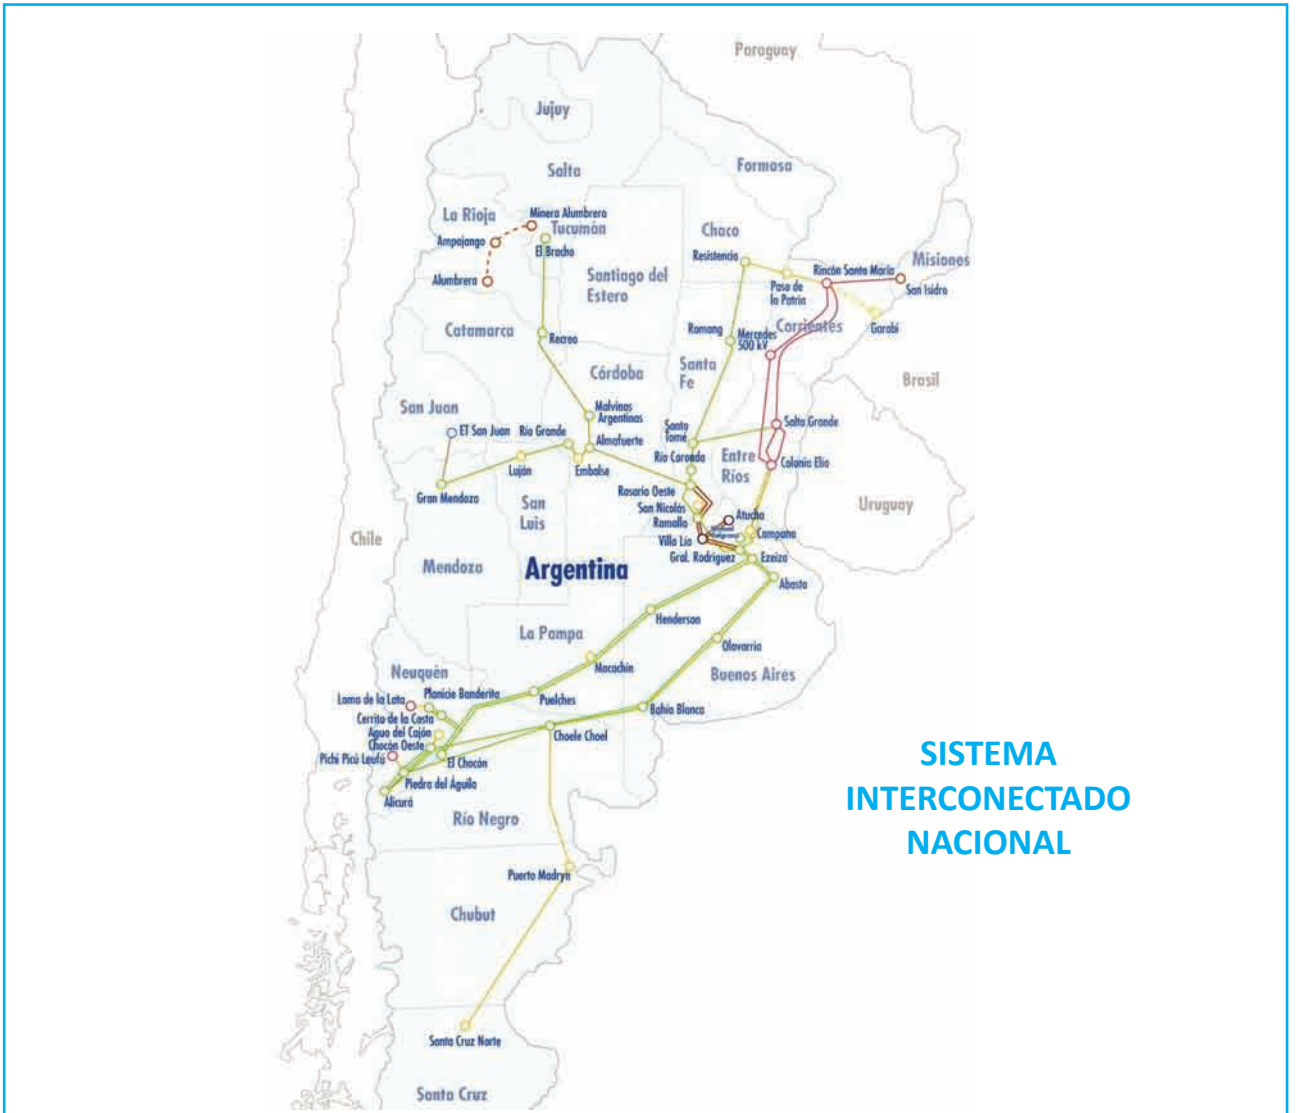 Paraguay
Jujuy
Salta
Formosa
La Rioja
Minera Alumbrera
Tucumán
Ampajango
El Bracho
Chaco
Resistencia
Misiones
Rincón Santa María
San Isidro
Alumbrera
Santiago del
Estero
Paso de
la Patria
Garabí
Catamarca
Recreo
Romang
Mercedes
500 kV
Corrientes
Santa
Fe
Córdoba
Brasil
San Juan
Malvinas
Argentinas
ET San Juan
Río Grande
Almafuerte
Santo
Tomé
Salto Grande
Luján
Embalse
Río Coronda
Entre
Ríos
Colonia Elia
Gran Mendoza
Rosario Oeste
San
Luis
San Nicolás
Ramallo
Atucha
Uruguay
Chile
Villa Lía
Campana
Gral. Rodriguez
Ezeiza
Mendoza
Argentina
Abasto
Henderson
La Pampa
Olavarria
Macachín
Buenos Aires
Neuquén
Loma de la Lata
Planicie Banderita
Puelches
Bahía Blanca
Cerrito de la Costa
Agua del Cajón
Chocón Oeste
Choele Choel
Pichi Picú Leufú
El Chocón
Piedra del Águila
Alicurá
Río Negro
SISTEMA
INTERCONECTADO
NACIONAL
Puerto Madryn
Chubut
Santa Cruz Norte
Santa Cruz